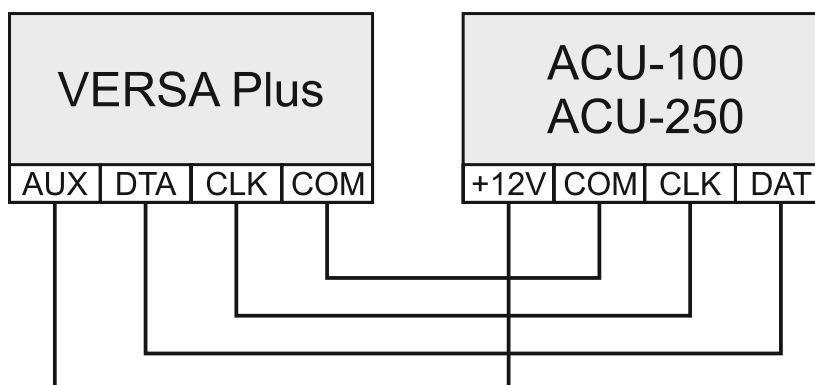 VERSA Plus
ACU-100
ACU-250
AUX DTA CLK COM
+12V COM CLK DAT